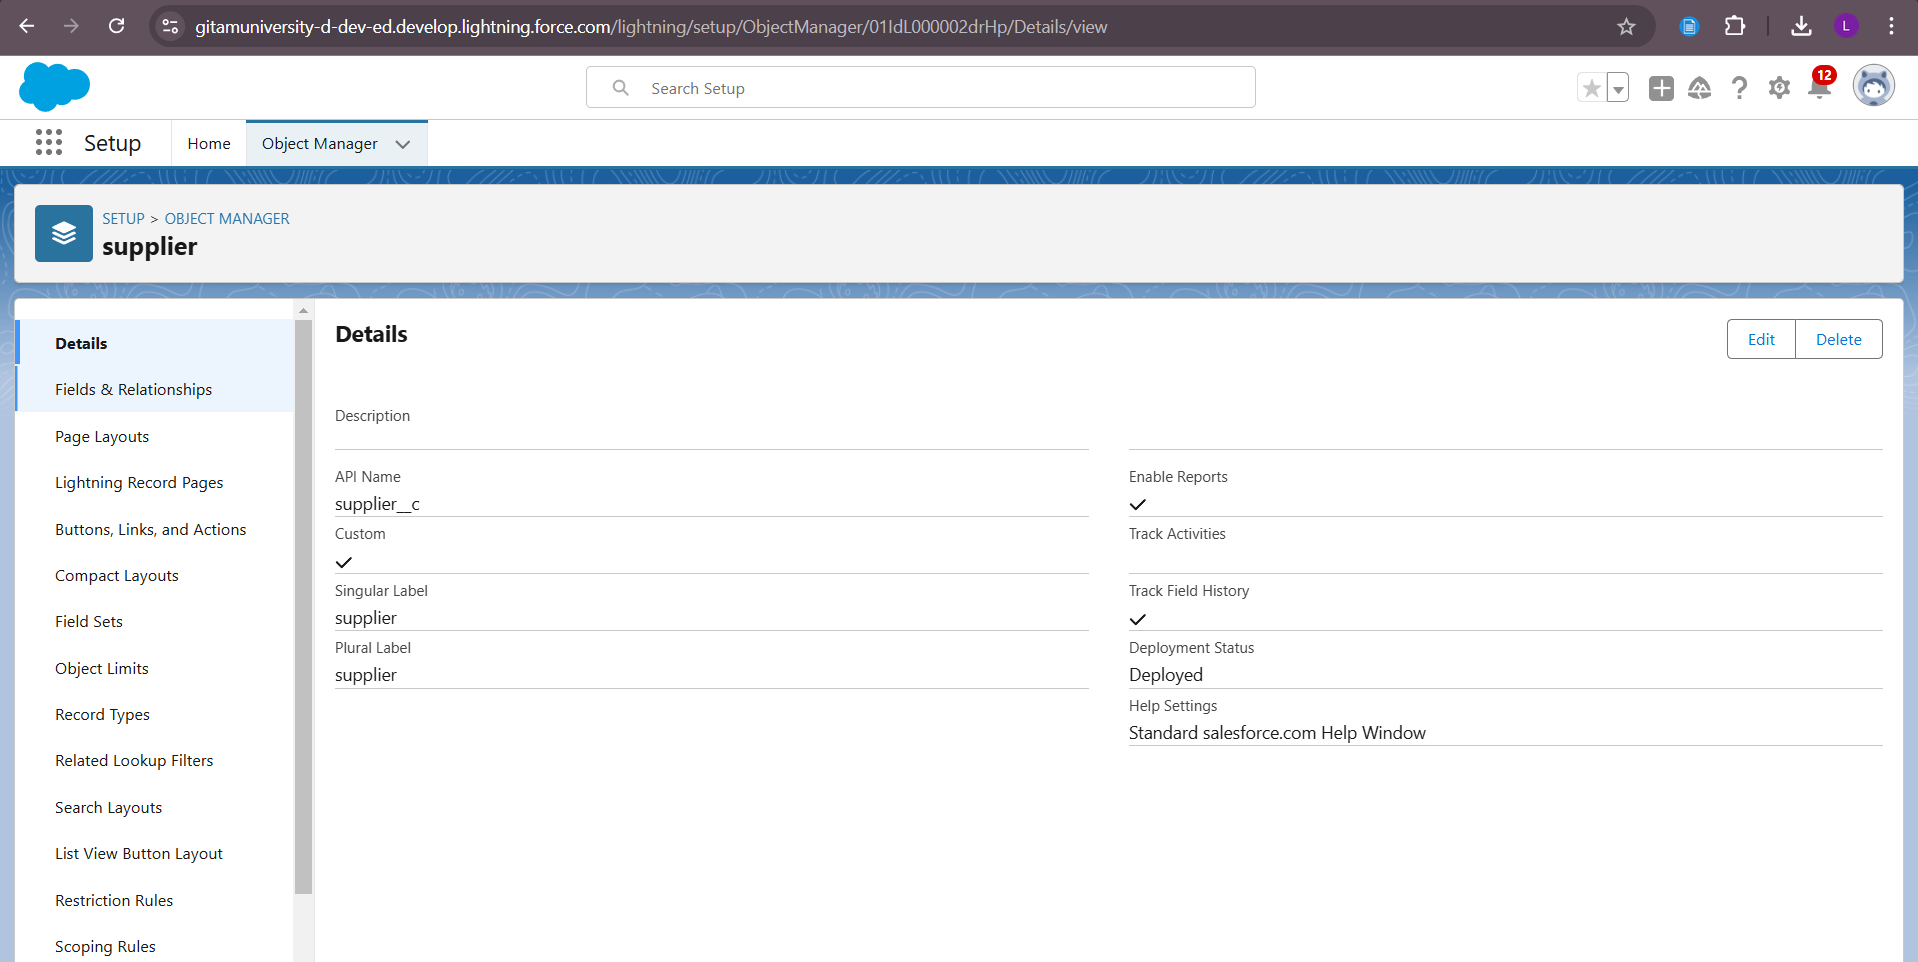 gitamuniversity-d-dev-ed.develop.lightning.force.com/lightning/setup/ObjectManager/01IdL000002drHp/Details/view
L
Search Setup
12
Setup
Home
Object Manager
SETUP > OBJECT MANAGER
supplier
Details
Fields & Relationships
Page Layouts
Lightning Record Pages
Buttons, Links, and Actions
Compact Layouts
Field Sets
Object Limits
Record Types
Related Lookup Filters
Search Layouts
List View Button Layout
Restriction Rules
Scoping Rules
Details
Edit
Delete
Description
API Name
supplier__c
Custom
Singular Label
supplier
Plural Label
supplier
Enable Reports
Track Activities
Track Field History
Deployment Status
Deployed
Help Settings
Standard salesforce.com Help Window